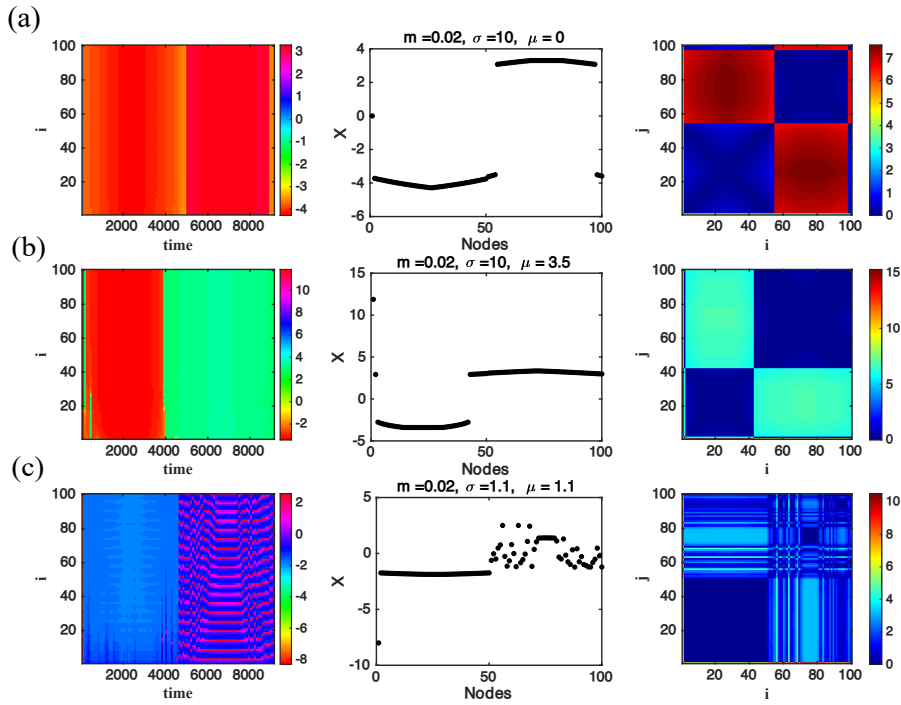 (a)
m =0.02, σ =10, μ = 0
100
80
60
40
20
i
2000 4000 6000 8000
time
3
2
1
0
-1
-2
-3
-4
4
2
0
-2
-4
-6
X
0 50 100
Nodes
100
80
60
40
20
j
20 40 60 80 100
i
7
6
5
4
3
2
1
0
(b)
m =0.02, σ =10, μ = 3.5
100
80
60
40
20
i
2000 4000 6000 8000
time
10
8
6
4
2
0
-2
15
10
5
0
-5
X
0 50 100
Nodes
100
80
60
40
20
j
20 40 60 80 100
i
15
10
5
0
(c)
m =0.02, σ =1.1, μ = 1.1
100
80
60
40
20
i
2000 4000 6000 8000
time
2
0
-2
-4
-6
-8
5
0
-5
-10
X
0 50 100
Nodes
100
80
60
40
20
j
20 40 60 80 100
i
10
8
6
4
2
0